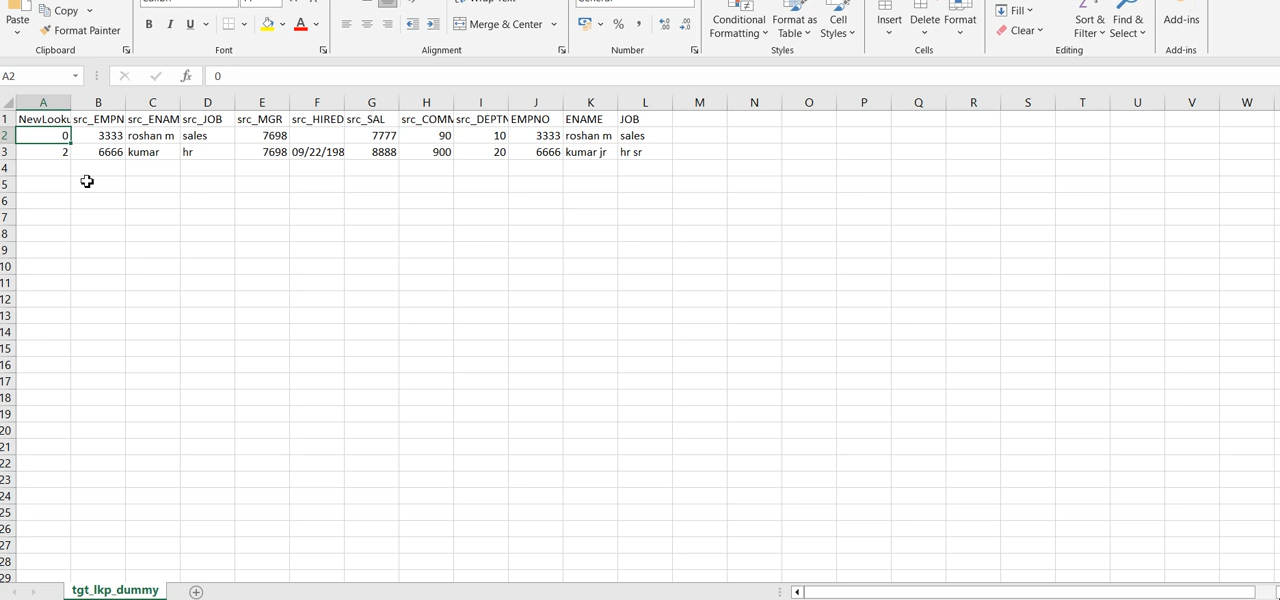 Paste
Copy
Format Painter
Clipboard
B I U
Font
Merge & Center
Alignment
%
Number
Conditional Formatting
Format as Table
Cell Styles
Styles
Insert
Delete
Format
Cells
Fill
Clear
Sort & Filter
Find & Select
Editing
Add-ins
Add-ins
A2 fx 0
A B C D E F G H I J K L M N O P Q R S T U V W
1 NewLooku src_EMPN src_ENAM src_JOB src_MGR src_HIRED src_SAL src_COMM src_DEPTN EMPNO ENAME JOB
2 0 3333 roshan m sales 7698 7777 90 10 3333 roshan m sales
3 2 6666 kumar hr 7698 09/22/198 8888 900 20 6666 kumar jr hr sr
4
5
6
7
8
9
10
11
12
13
14
15
16
17
18
19
20
21
22
23
24
25
26
27
28
29
tgt_lkp_dummy